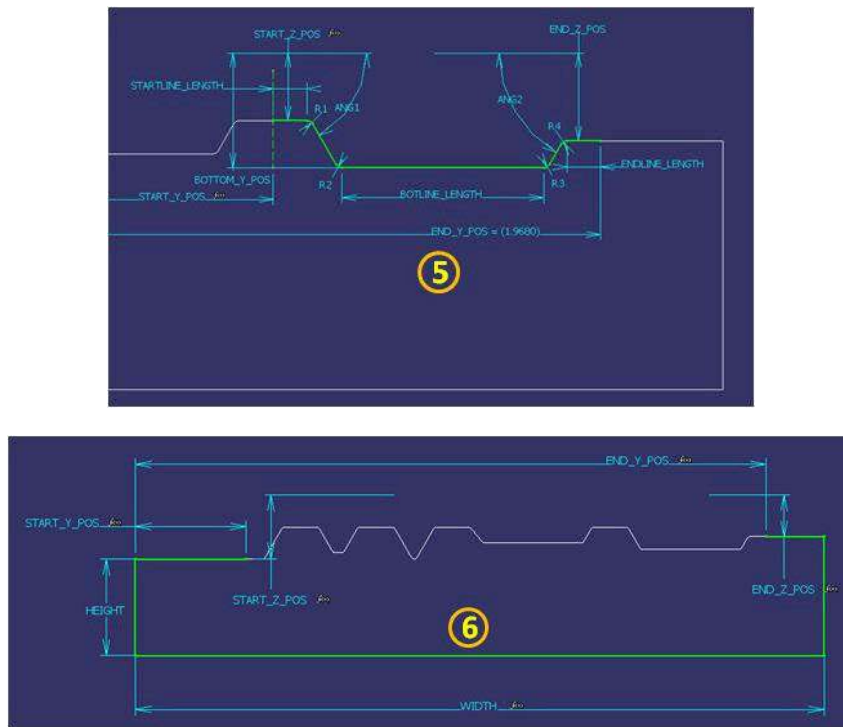 START_Z_POS f(x)
END_Z_POS
STARTLINE_LENGTH
R1
ANG1
ANG2
R4
BOTTOM_Y_POS
R2
R3
ENDLINE_LENGTH
START_Y_POS f(x)
BOTLINE_LENGTH
END_Y_POS = (1.9680)
5
END_Y_POS f(x)
START_Y_POS f(x)
START_Z_POS f(x)
END_Z_POS f(x)
HEIGHT
6
WIDTH f(x)